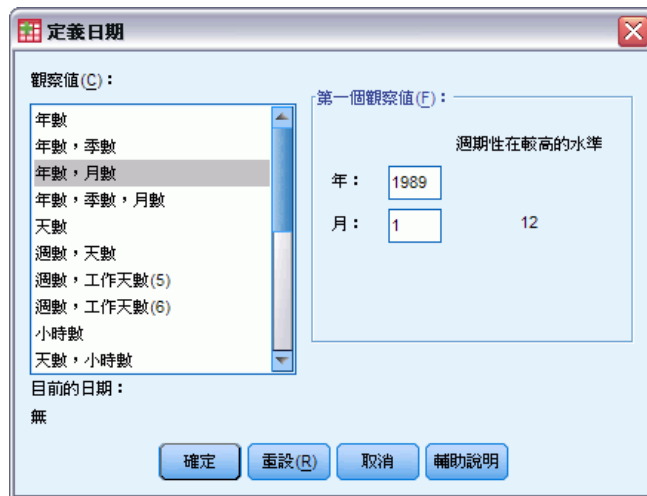 定義日期
觀察值(C)：
年數
年數，季數
年數，月數
年數，季數，月數
天數
週數，天數
週數，工作天數(5)
週數，工作天數(6)
小時數
天數，小時數
目前的日期：
無
第一個觀察值(F)：
週期性在較高的水準
年： 1989
月： 1 12
確定 重設(R) 取消 輔助說明